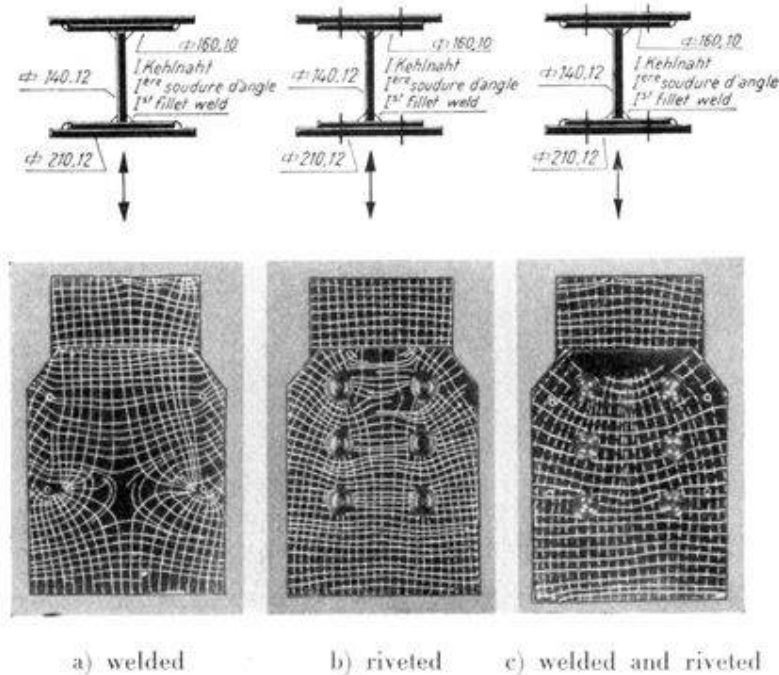 ⌀160,10
I Kehlnaht
⌀140.12
Ière soudure d'angle
Ist fillet weld
⌀210,12
⌀160,10
I Kehlnaht
⌀140.12
Ière soudure d'angle
Ist fillet weld
⌀210,12
⌀160,10
I Kehlnaht
⌀140.12
Ière soudure d'angle
Ist fillet weld
⌀210,12
a) welded
b) riveted
c) welded and riveted